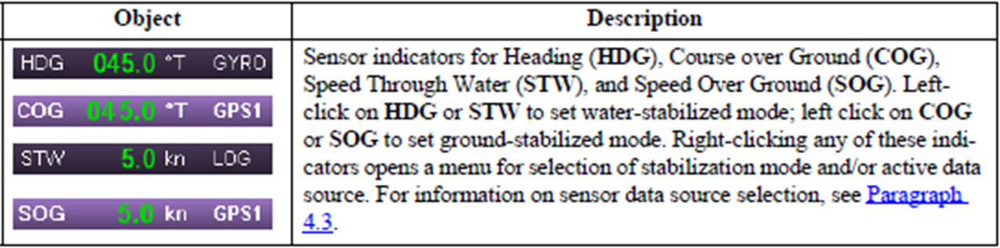 Object
Description
HDG 045.0 °T GYRO
COG 045.0 °T GPS1
STW 5.0 kn LOG
SOG 5.0 kn GPS1
Sensor indicators for Heading (HDG), Course over Ground (COG),
Speed Through Water (STW), and Speed Over Ground (SOG). Left-
click on HDG or STW to set water-stabilized mode; left click on COG
or SOG to set ground-stabilized mode. Right-clicking any of these indi-
cators opens a menu for selection of stabilization mode and/or active data
source. For information on sensor data source selection, see Paragraph
4.3.